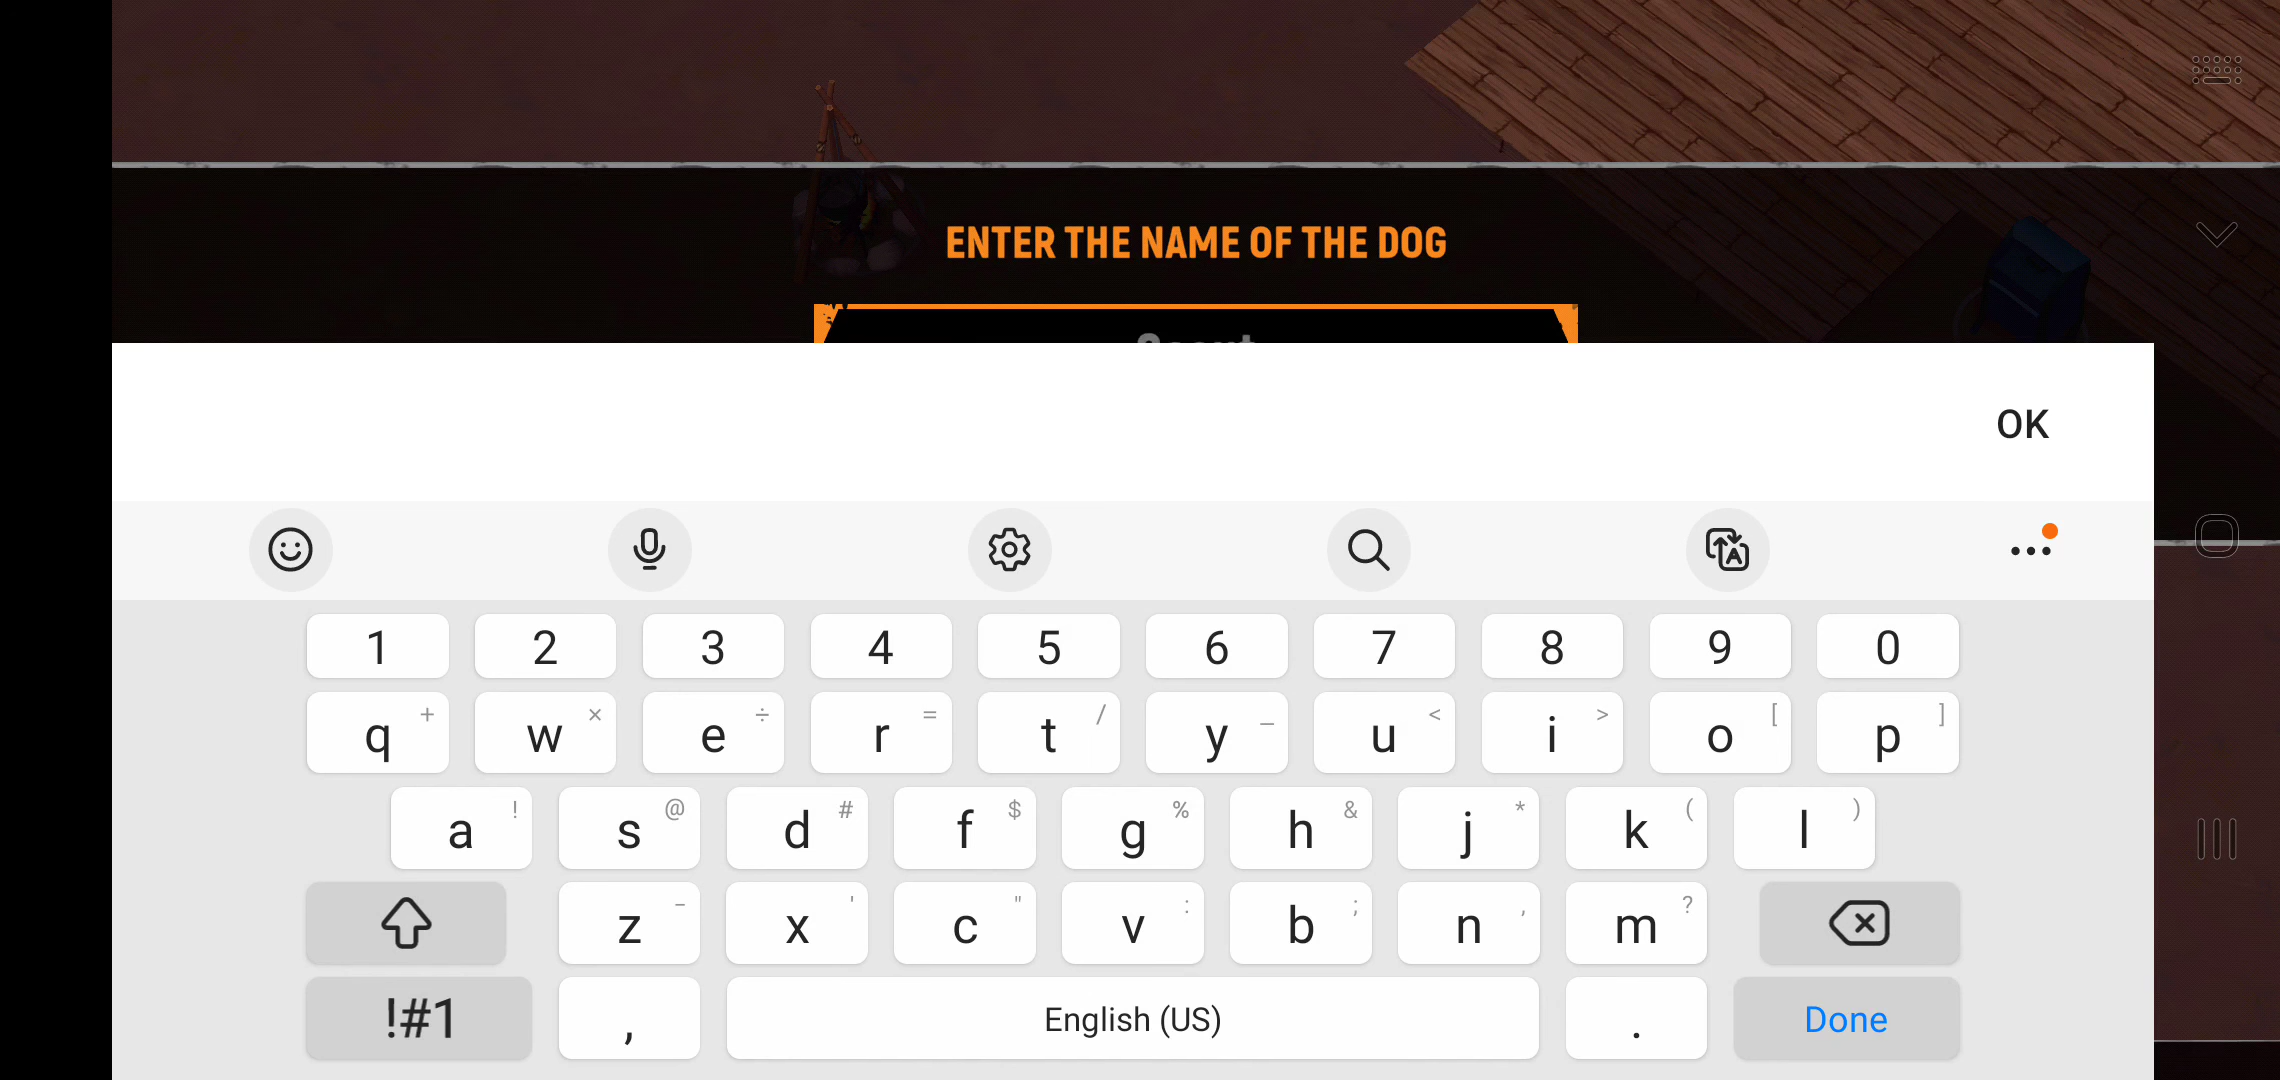 ENTER THE NAME OF THE DOG
OK
1 2 3 4 5 6 7 8 9 0
q + w × e ÷ r = t / y _ u < i > o [ p ]
a ! s @ d # f $ g % h & j * k ( l )
z - x ' c " v : b ; n , m ?
!#1 , English (US) . Done